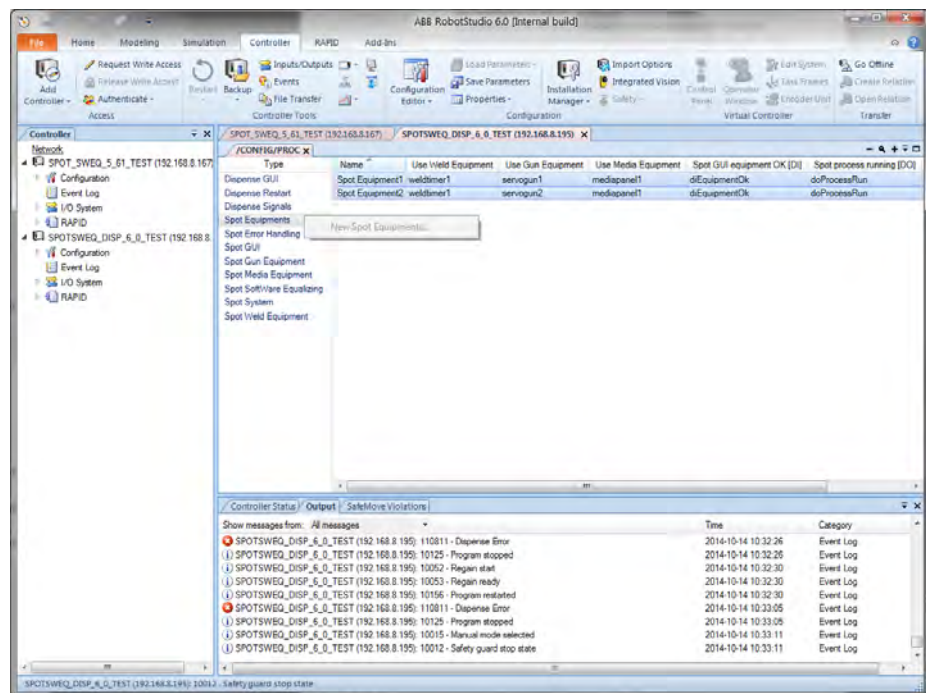 ABB RobotStudio 6.0 [Internal build]
File Home Modeling Simulation Controller RAPID Add-Ins
Add Controller
Request Write Access
Release Write Access
Authenticate
Access
Restart
Backup
Inputs/Outputs
Events
File Transfer
Controller Tools
Configuration Editor
Load Parameters
Save Parameters
Properties
Installation Manager
Import Options
Integrated Vision
Safety
Configuration
Control Panel
Operator Window
Edit System
Task Frames
Encoder Unit
Virtual Controller
Go Offline
Create Relation
Open Relation
Transfer
Controller
Network
SPOT_SWEQ_5_61_TEST (192.168.8.167)
Configuration
Event Log
I/O System
RAPID
SPOTSWEQ_DISP_6_0_TEST (192.168.8.
Configuration
Event Log
I/O System
RAPID
SPOT_SWEQ_5_61_TEST (192.168.8.167) SPOTSWEQ_DISP_6_0_TEST (192.168.8.195)
/CONFIG/PROC
Type Name Use Weld Equipment Use Gun Equipment Use Media Equipment Spot GUI equipment OK [DI] Spot process running [DO]
Dispense GUI Spot Equipment1 weldtimer1 servogun1 mediapanel1 diEquipmentOk doProcessRun
Dispense Restart Spot Equipment2 weldtimer1 servogun2 mediapanel1 diEquipmentOk doProcessRun
Dispense Signals
Spot Equipments
New Spot Equipments...
Spot Error Handling
Spot GUI
Spot Gun Equipment
Spot Media Equipment
Spot SoftWare Equalizing
Spot System
Spot Weld Equipment
Controller Status Output SafeMove Violations
Show messages from: All messages Time Category
SPOTSWEQ_DISP_6_0_TEST (192.168.8.195): 110811 - Dispense Error 2014-10-14 10:32:26 Event Log
SPOTSWEQ_DISP_6_0_TEST (192.168.8.195): 10125 - Program stopped 2014-10-14 10:32:26 Event Log
SPOTSWEQ_DISP_6_0_TEST (192.168.8.195): 10052 - Regain start 2014-10-14 10:32:30 Event Log
SPOTSWEQ_DISP_6_0_TEST (192.168.8.195): 10053 - Regain ready 2014-10-14 10:32:30 Event Log
SPOTSWEQ_DISP_6_0_TEST (192.168.8.195): 10156 - Program restarted 2014-10-14 10:32:30 Event Log
SPOTSWEQ_DISP_6_0_TEST (192.168.8.195): 110811 - Dispense Error 2014-10-14 10:33:05 Event Log
SPOTSWEQ_DISP_6_0_TEST (192.168.8.195): 10125 - Program stopped 2014-10-14 10:33:05 Event Log
SPOTSWEQ_DISP_6_0_TEST (192.168.8.195): 10015 - Manual mode selected 2014-10-14 10:33:11 Event Log
SPOTSWEQ_DISP_6_0_TEST (192.168.8.195): 10012 - Safety guard stop state 2014-10-14 10:33:11 Event Log
SPOTSWEQ_DISP_6_0_TEST (192.168.8.195): 10012 - Safety guard stop state